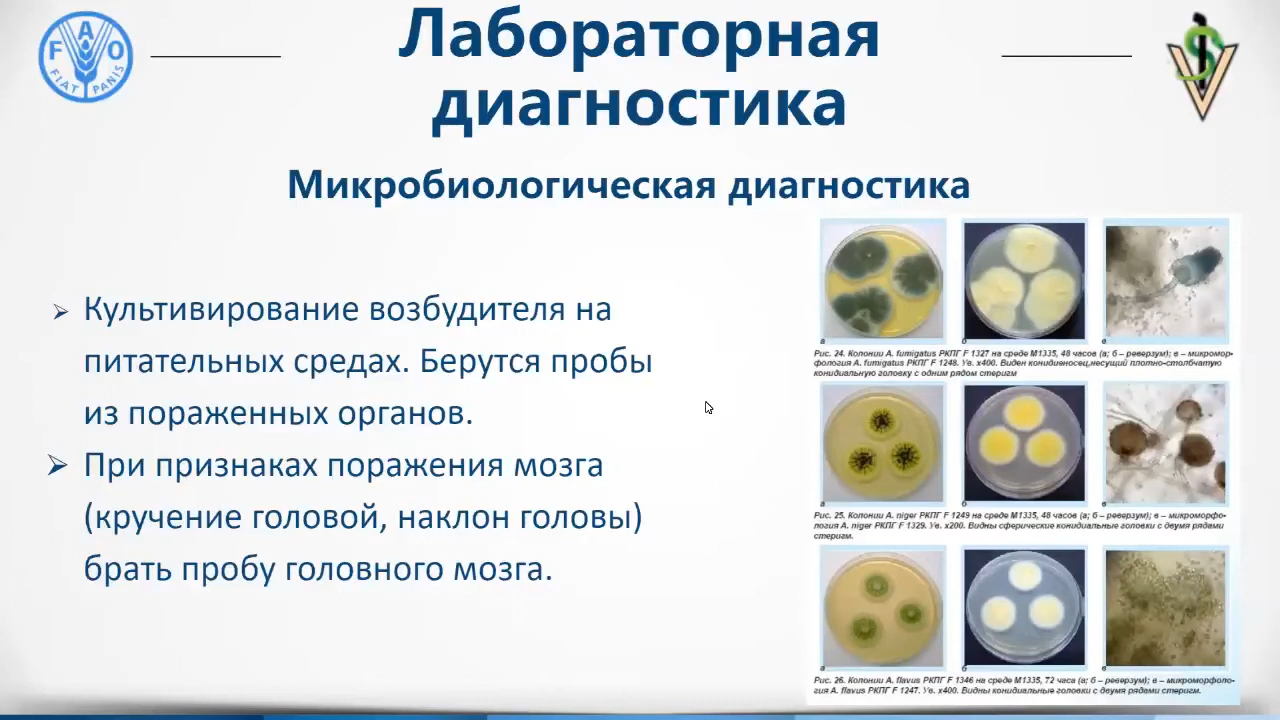 F A O
FIAT PANIS
Лабораторная
диагностика
Микробиологическая диагностика
Культивирование возбудителя на
питательных средах. Берутся пробы
из пораженных органов.
При признаках поражения мозга
(кручение головой, наклон головы)
брать пробу головного мозга.
а б в
Рис. 24. Колонии A. fumigatus РКПГ F 1327 на среде М1335, 48 часов (а; б – реверзум); в – микромор-
фология A. fumigatus РКПГ F 1248. Ув. х400. Виден конидиеносец,несущий плотно-столбчатую
конидиальную головку с одним рядом стеригм
а б в
Рис. 25. Колонии A. niger РКПГ F 1249 на среде М1335, 48 часов (а; б – реверзум); в – микроморфо-
логия A. niger РКПГ F 1329. Ув. х200. Видны сферические конидиальные головки с двумя рядами
стеригм.
а б в
Рис. 26. Колонии A. flavus РКПГ F 1346 на среде М1335, 72 часа (а; б – реверзум); в – микроморфоло-
гия A. flavus РКПГ F 1247. Ув. х400. Видны конидиальные головки с двумя рядами стеригм.